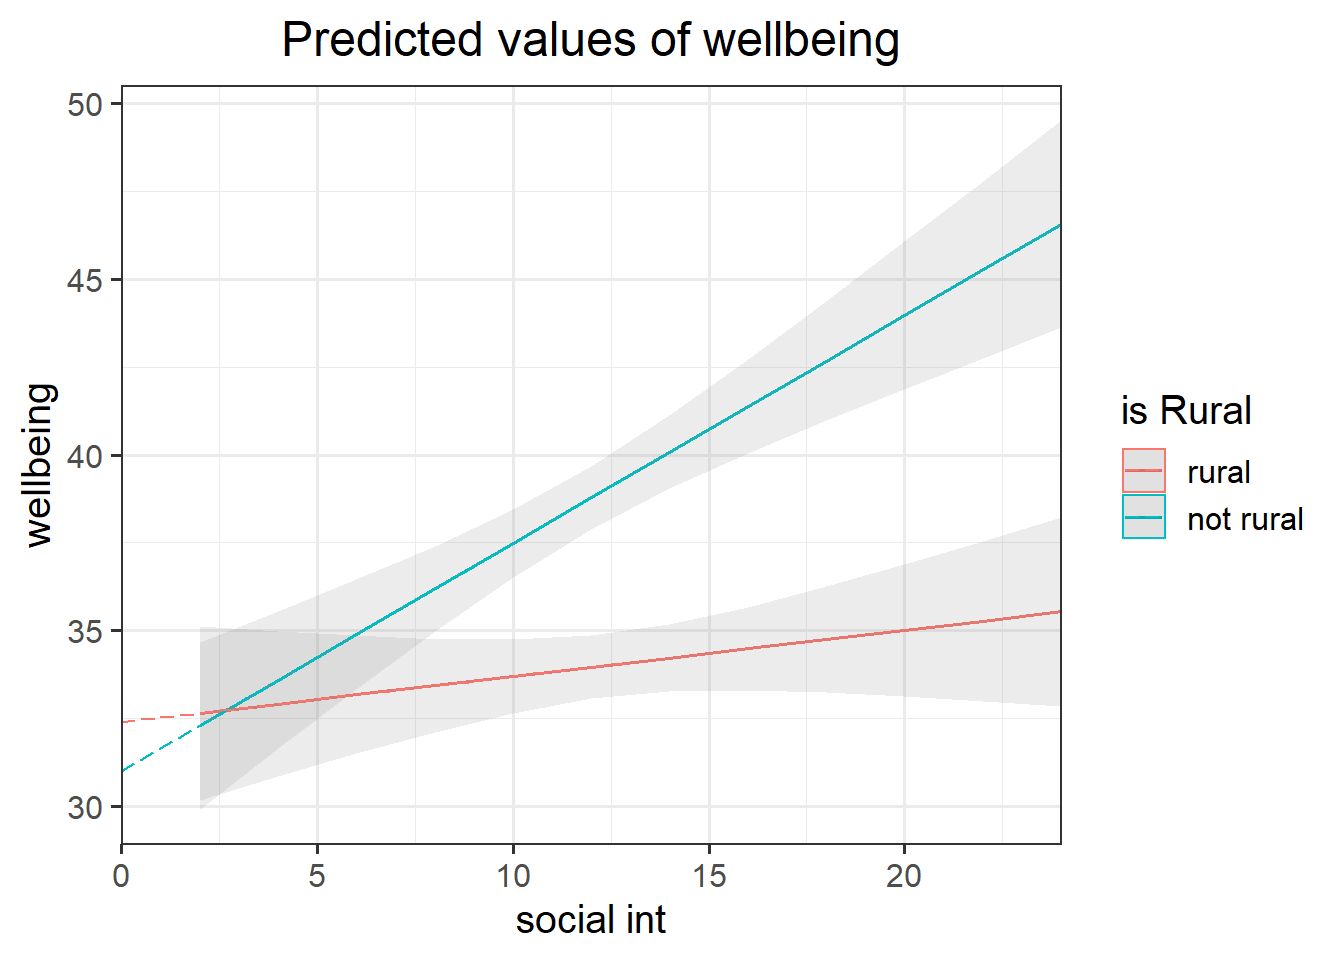 Predicted values of wellbeing
50
45
40
35
30
wellbeing
0 5 10 15 20
social int
is Rural
rural
not rural